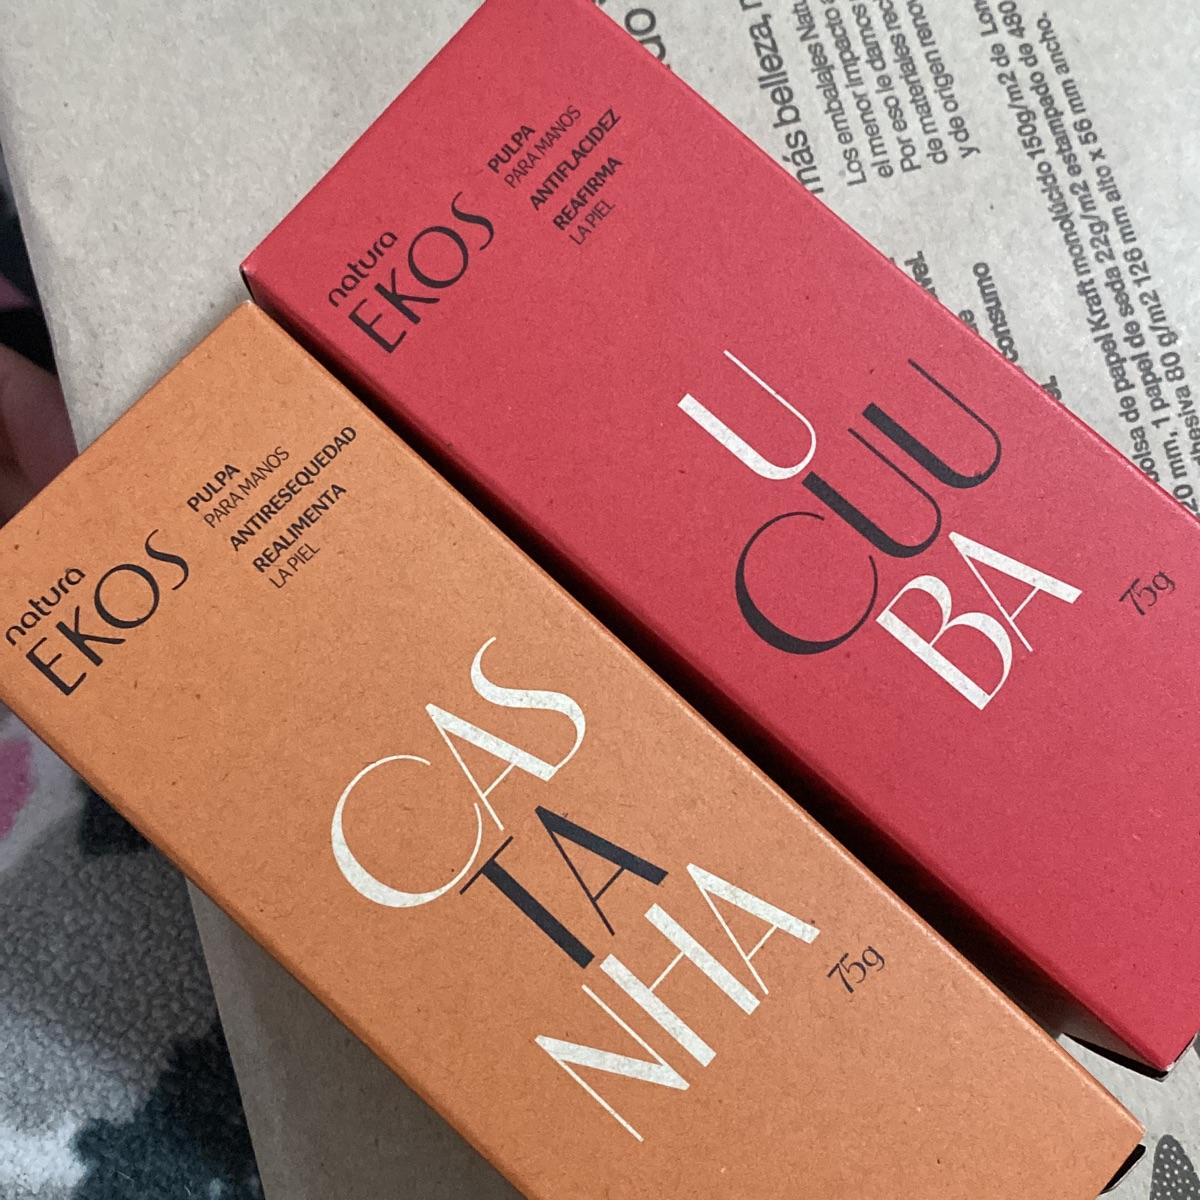 natura
EKOS
PULPA
PARA MANOS
ANTIFLACIDEZ
REAFIRMA
LA PIEL
U
CUU
BA
75g
natura
EKOS
PULPA
PARA MANOS
ANTIRESEQUEDAD
REALIMENTA
LA PIEL
CAS
TA
NHA
75g
más belleza,
Los embalajes
el menor impacto
Por eso le damos
de materiales
y de origen
consumo
de papel Kraft monolúcido 150g/m2 de
mm, 1 papel de seda 22g/m2 estampado de 480
80 g/m2 126 mm alto x 56 mm ancho.